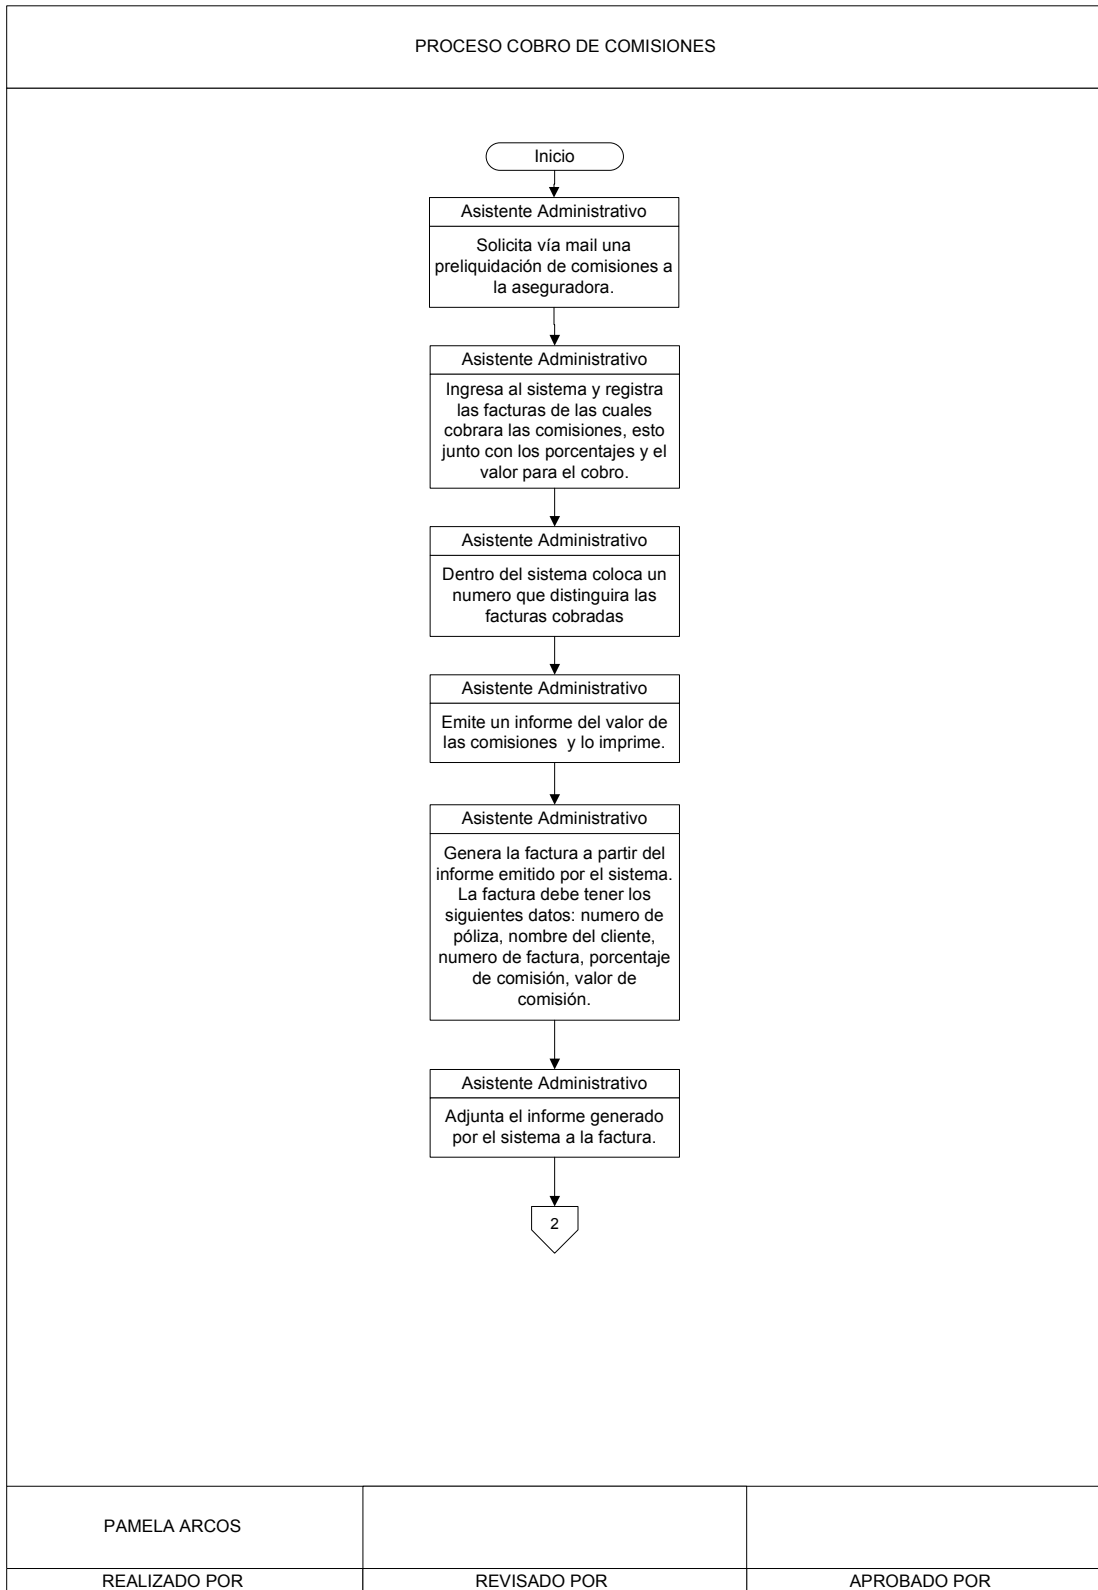 PROCESO COBRO DE COMISIONES
Inicio
Asistente Administrativo
Solicita vía mail una
preliquidación de comisiones a
la aseguradora.
Asistente Administrativo
Ingresa al sistema y registra
las facturas de las cuales
cobrara las comisiones, esto
junto con los porcentajes y el
valor para el cobro.
Asistente Administrativo
Dentro del sistema coloca un
numero que distinguira las
facturas cobradas
Asistente Administrativo
Emite un informe del valor de
las comisiones y lo imprime.
Asistente Administrativo
Genera la factura a partir del
informe emitido por el sistema.
La factura debe tener los
siguientes datos: numero de
póliza, nombre del cliente,
numero de factura, porcentaje
de comisión, valor de
comisión.
Asistente Administrativo
Adjunta el informe generado
por el sistema a la factura.
2
PAMELA ARCOS
REALIZADO POR
REVISADO POR
APROBADO POR